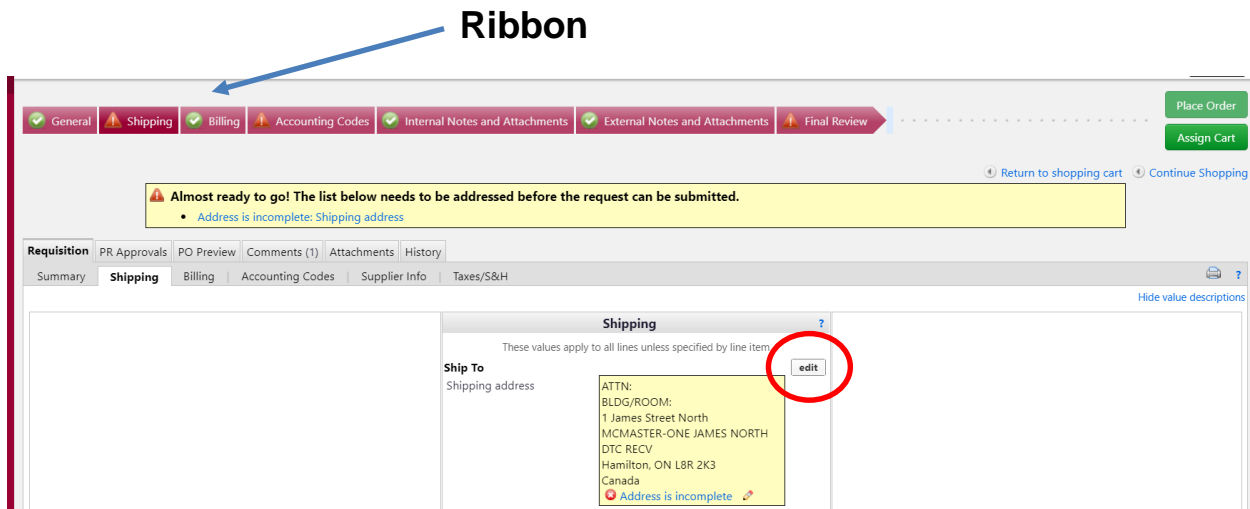 Ribbon
General Shipping Billing Accounting Codes Internal Notes and Attachments External Notes and Attachments Final Review
Place Order
Assign Cart
Return to shopping cart Continue Shopping
Almost ready to go! The list below needs to be addressed before the request can be submitted.
• Address is incomplete: Shipping address
Requisition PR Approvals PO Preview Comments (1) Attachments History
Summary Shipping Billing | Accounting Codes | Supplier Info | Taxes/S&H ?
Hide value descriptions
Shipping ?
These values apply to all lines unless specified by line item
Ship To edit
Shipping address ATTN:
BLDG/ROOM:
1 James Street North
MCMASTER-ONE JAMES NORTH
DTC RECV
Hamilton, ON L8R 2K3
Canada
Address is incomplete